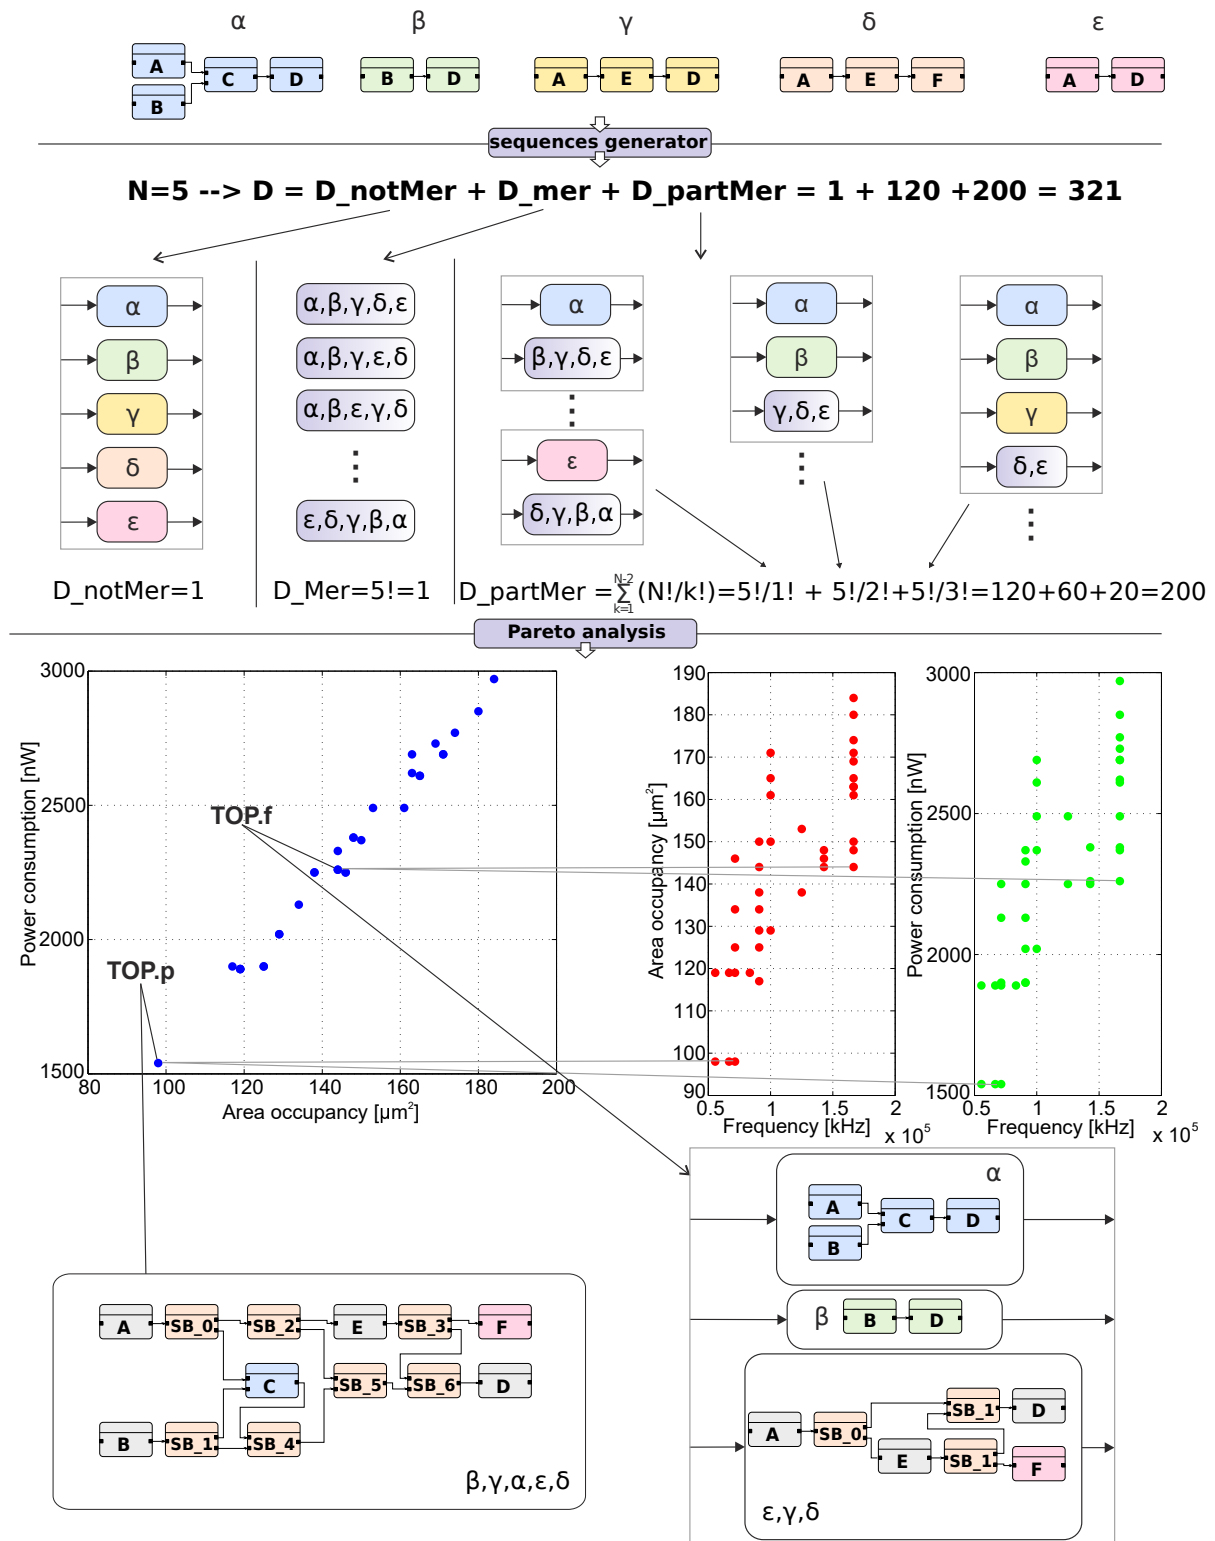 α β γ δ ε
A C D B D A E D A E F A D
B
sequences generator
N=5 --> D = D_notMer + D_mer + D_partMer = 1 + 120 +200 = 321
α α,β,γ,δ,ε α α α
β α,β,γ,ε,δ β,γ,δ,ε β β
γ α,β,ε,γ,δ γ,δ,ε γ
δ ε δ,ε
ε ε,δ,γ,β,α δ,γ,β,α
D_notMer=1 D_Mer=5!=1 D_partMer =∑(N!/k!)=5!/1! + 5!/2!+5!/3!=120+60+20=200
N-2
k=1
Pareto analysis
3000
2500
2000
1500
80 100 120 140 160 180 200
Power consumption [nW]
Area occupancy [µm²]
TOP.f
TOP.p
190
180
170
160
150
140
130
120
110
100
90
0.5 1 1.5 2
Area occupancy [µm²]
Frequency [kHz] x 10⁵
3000
2500
2000
1500
0.5 1 1.5 2
Power consumption [nW]
Frequency [kHz] x 10⁵
A SB_0 SB_2 E SB_3 F
C SB_5 SB_6 D
B SB_1 SB_4
β,γ,α,ε,δ
α
A C D
B
β B D
SB_1 D
A SB_0
E SB_1 F
ε,γ,δ